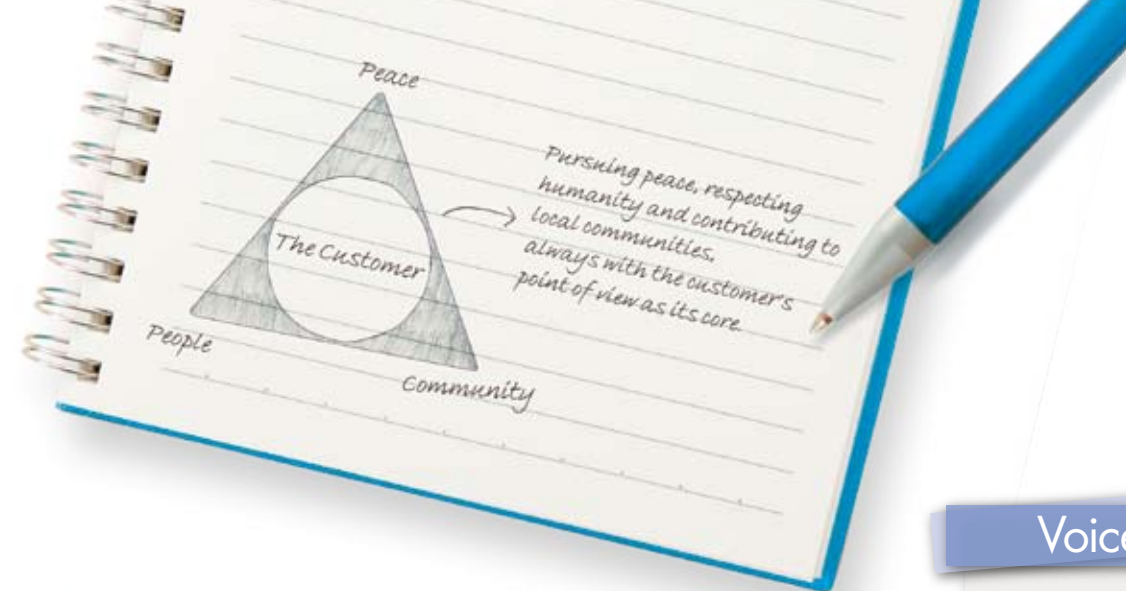 Peace
The Customer
People
Community
Pursuing peace, respecting
humanity and contributing to
local communities,
always with the customer's
point of view as its core.
Voice